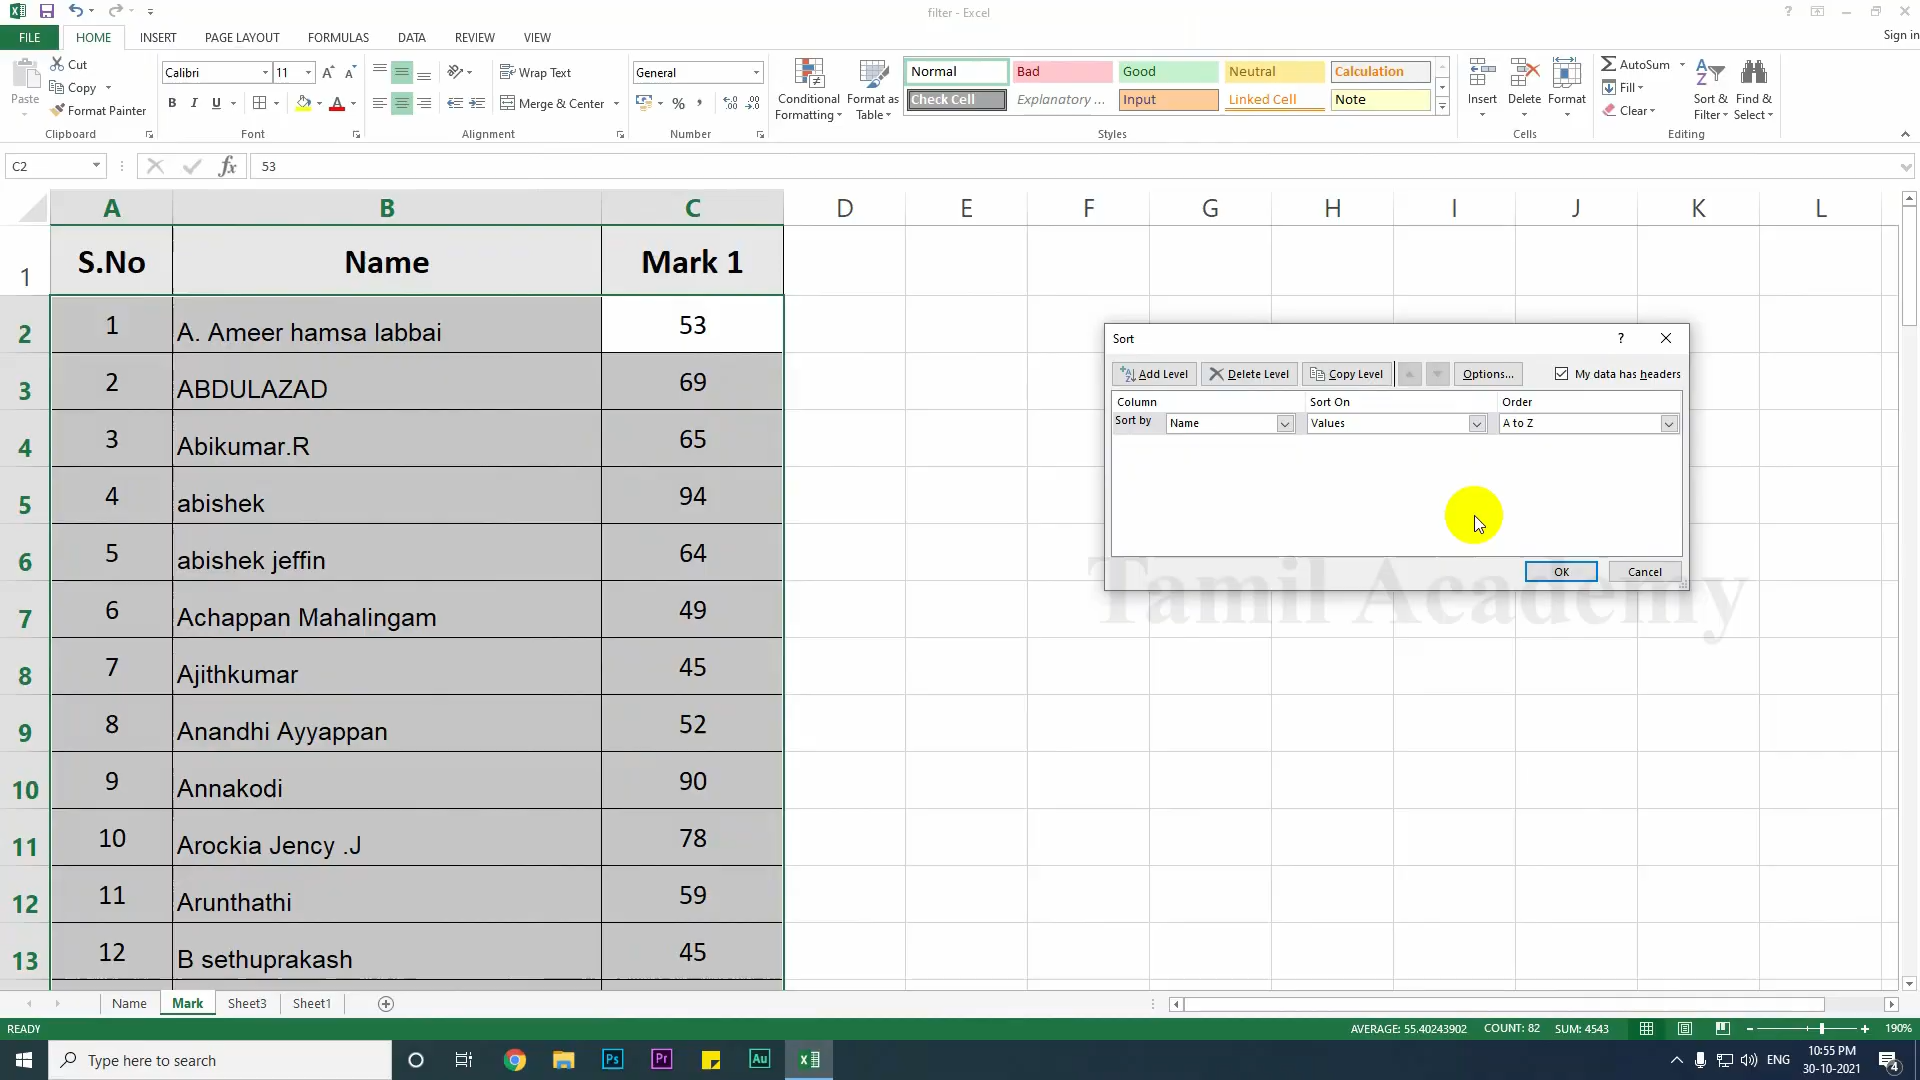 filter - Excel
Sign in
FILE HOME INSERT PAGE LAYOUT FORMULAS DATA REVIEW VIEW
Paste
Cut
Copy
Format Painter
Clipboard
Calibri 11
B I U
Font
Wrap Text
Merge & Center
Alignment
General
Number
Conditional Formatting
Format as Table
Normal Bad Good Neutral Calculation
Check Cell Explanatory ... Input Linked Cell Note
Styles
Insert Delete Format
Cells
AutoSum
Fill
Clear
Sort & Filter
Find & Select
Editing
C2 fx 53
A B C D E F G H I J K L
1 S.No Name Mark 1
2 1 A. Ameer hamsa labbai 53
3 2 ABDULAZAD 69
4 3 Abikumar.R 65
5 4 abishek 94
6 5 abishek jeffin 64
7 6 Achappan Mahalingam 49
8 7 Ajithkumar 45
9 8 Anandhi Ayyappan 52
10 9 Annakodi 90
11 10 Arockia Jency .J 78
12 11 Arunthathi 59
13 12 B sethuprakash 45
Sort ?
Add Level Delete Level Copy Level Options... My data has headers
Column Sort On Order
Sort by Name Values A to Z
OK Cancel
Tamil Academy
Name Mark Sheet3 Sheet1
READY AVERAGE: 55.40243902 COUNT: 82 SUM: 4543 190%
Type here to search
Ps Pr Au
ENG
10:55 PM
30-10-2021
4